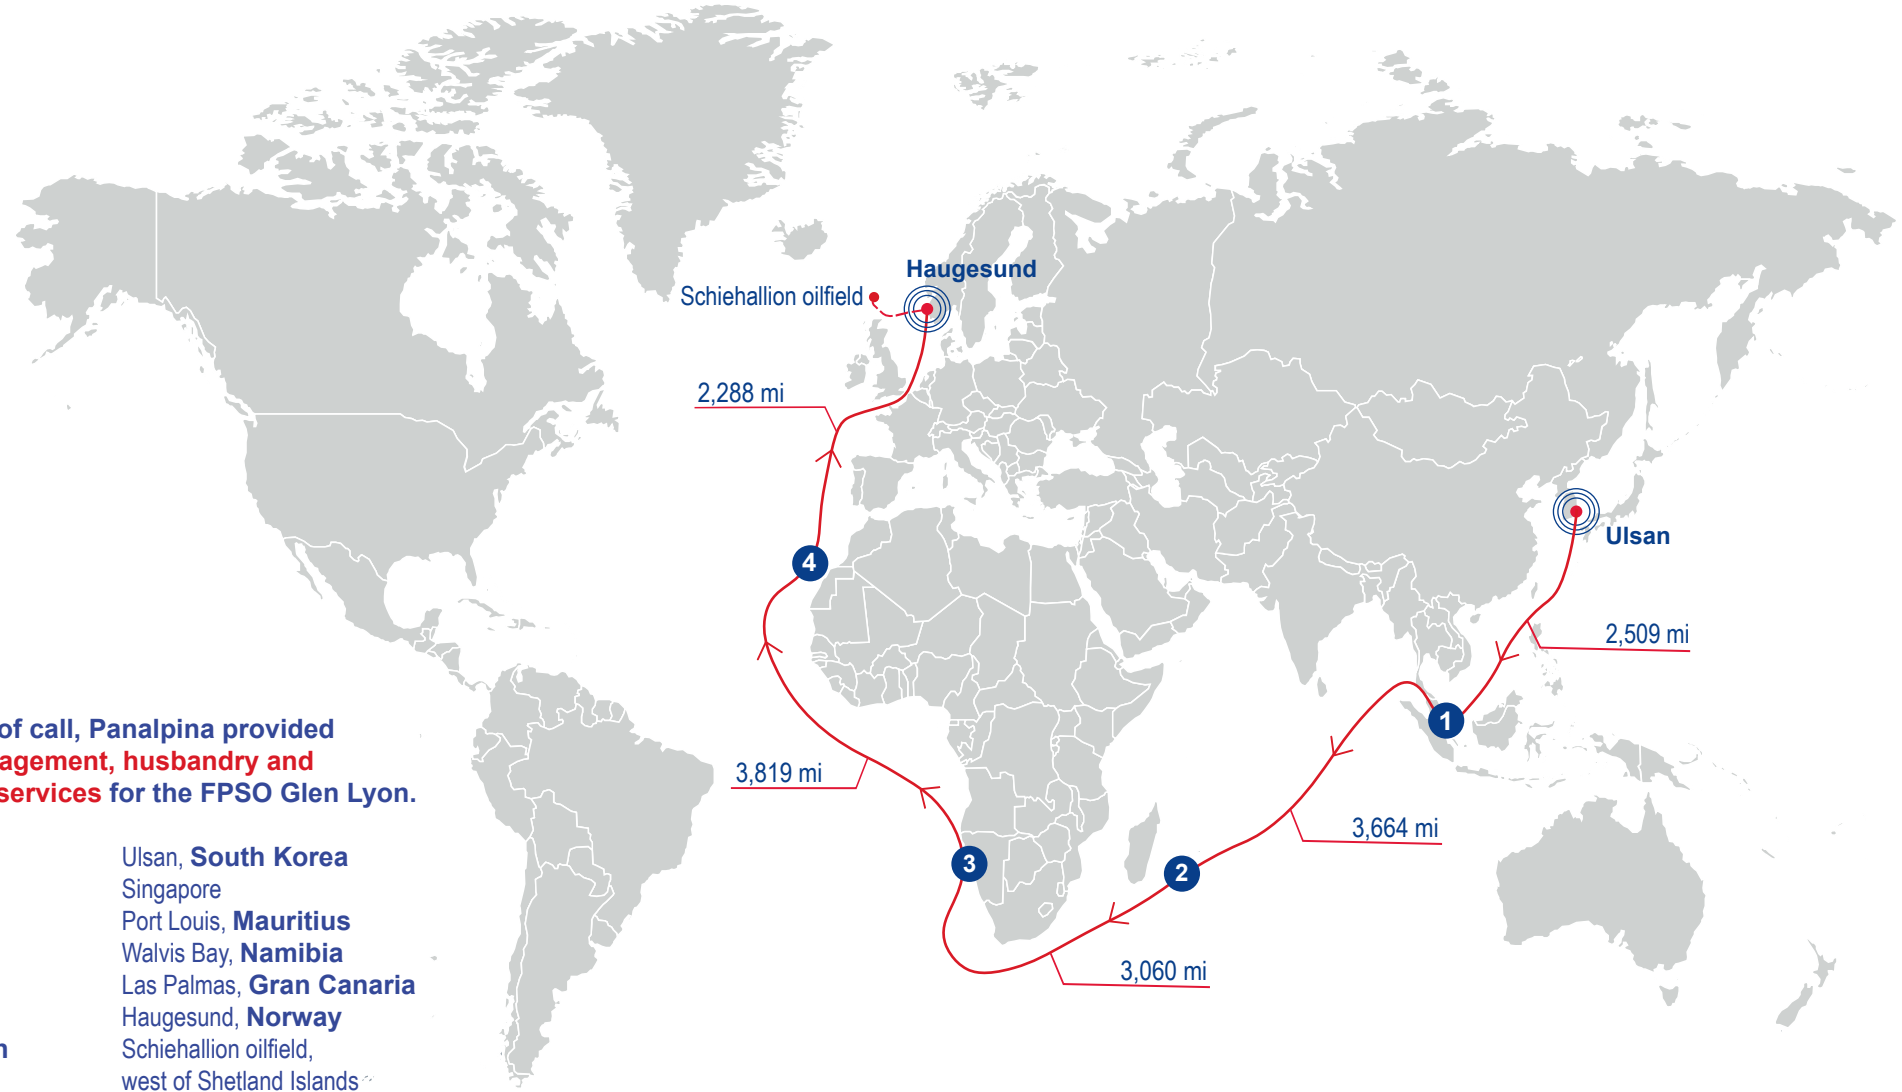 Haugesund
Schiehallion oilfield
2,288 mi
4
Ulsan
2,509 mi
1
of call, Panalpina provided
agement, husbandry and
services for the FPSO Glen Lyon.
3,819 mi
3,664 mi
3
2
3,060 mi
Ulsan, South Korea
Singapore
Port Louis, Mauritius
Walvis Bay, Namibia
Las Palmas, Gran Canaria
Haugesund, Norway
n Schiehallion oilfield,
west of Shetland Islands